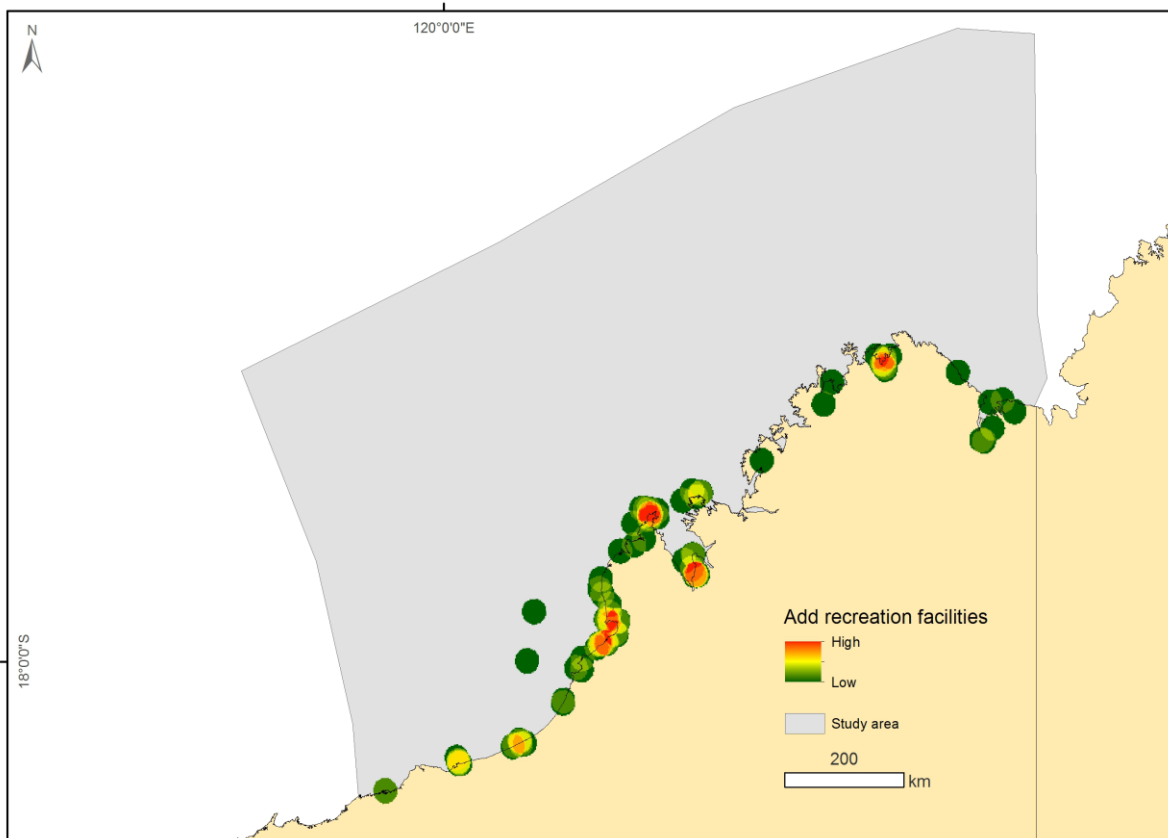 N
120°0'0"E
18°0'0"S
Add recreation facilities
High
Low
Study area
200
km